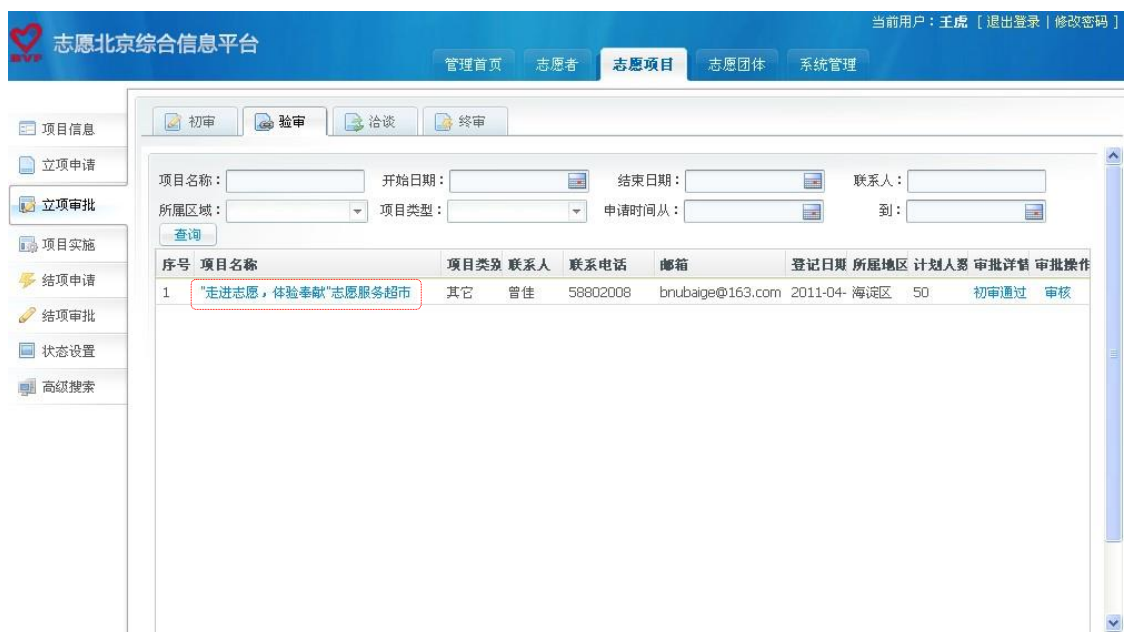 当前用户：王虎 [ 退出登录 | 修改密码 ]
BVP 志愿北京综合信息平台
管理首页 志愿者 志愿项目 志愿团体 系统管理
项目信息
立项申请
立项审批
项目实施
结项申请
结项审批
状态设置
高级搜索
初审 验审 洽谈 终审
项目名称： 开始日期： 结束日期： 联系人：
所属区域： 项目类型： 申请时间从： 到：
查询
序号 项目名称 项目类别 联系人 联系电话 邮箱 登记日期 所属地区 计划人数 审批详情 审批操作
1 "走进志愿，体验奉献"志愿服务超市 其它 曾佳 58802008 bnubaige@163.com 2011-04- 海淀区 50 初审通过 审核